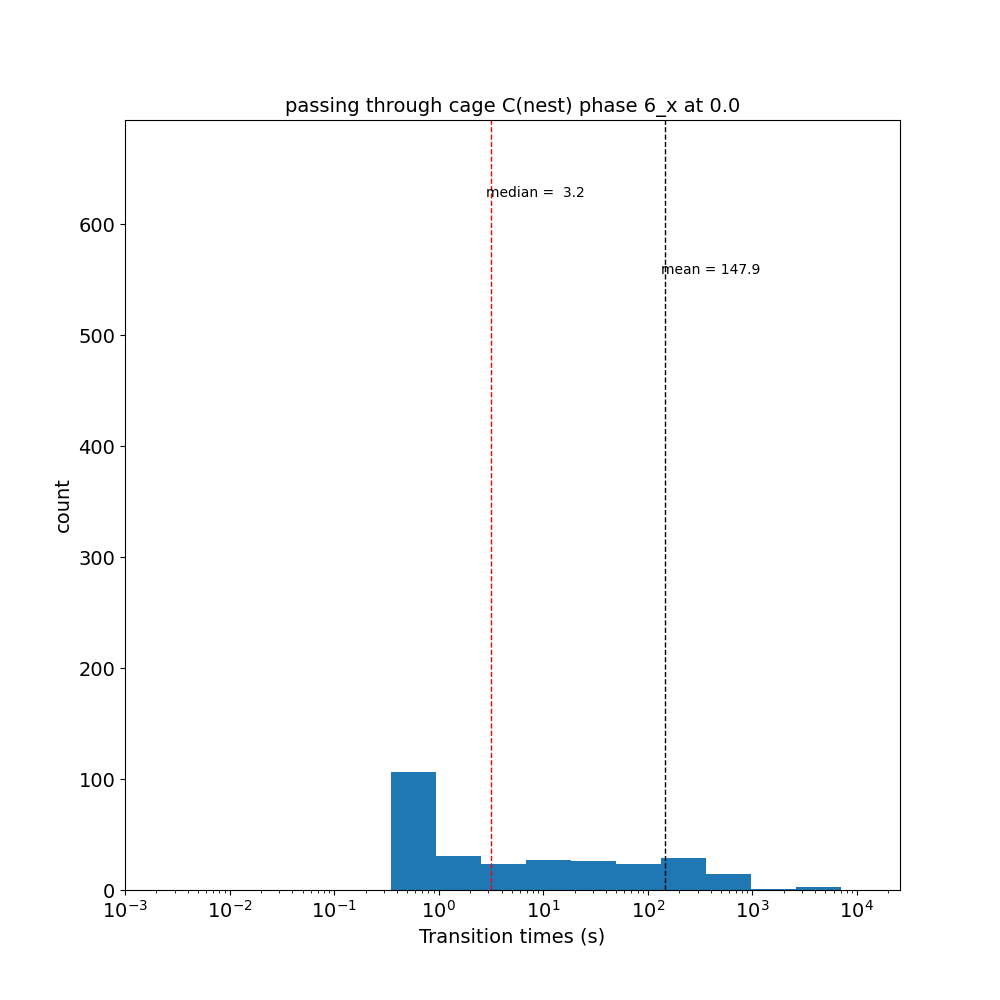 passing through cage C(nest) phase 6_x at 0.0
median =  3.2
mean = 147.9
600
500
400
300
200
100
0
count
10⁻³ 10⁻² 10⁻¹ 10⁰ 10¹ 10² 10³ 10⁴
Transition times (s)